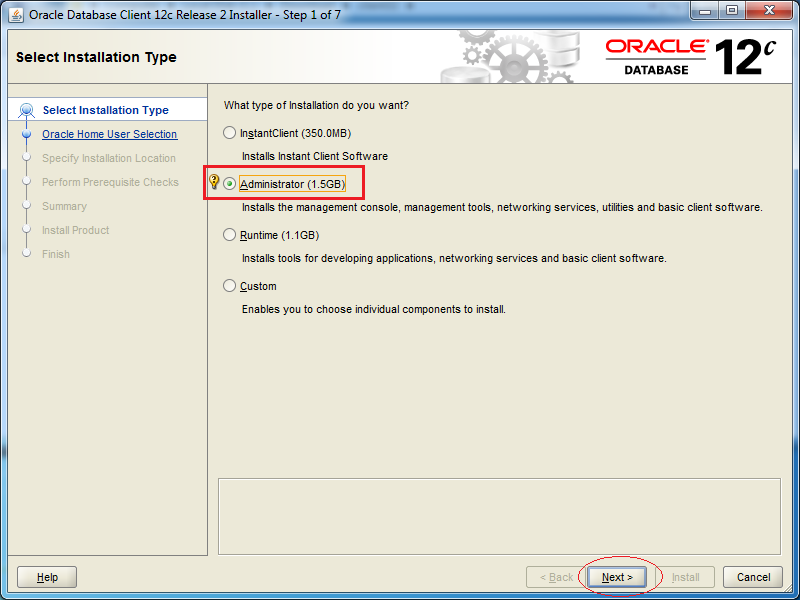 Oracle Database Client 12c Release 2 Installer - Step 1 of 7
Select Installation Type
ORACLE® 12c
DATABASE
Select Installation Type
Oracle Home User Selection
Specify Installation Location
Perform Prerequisite Checks
Summary
Install Product
Finish
What type of Installation do you want?
InstantClient (350.0MB)
Installs Instant Client Software
Administrator (1.5GB)
Installs the management console, management tools, networking services, utilities and basic client software.
Runtime (1.1GB)
Installs tools for developing applications, networking services and basic client software.
Custom
Enables you to choose individual components to install.
Help
< Back
Next >
Install
Cancel